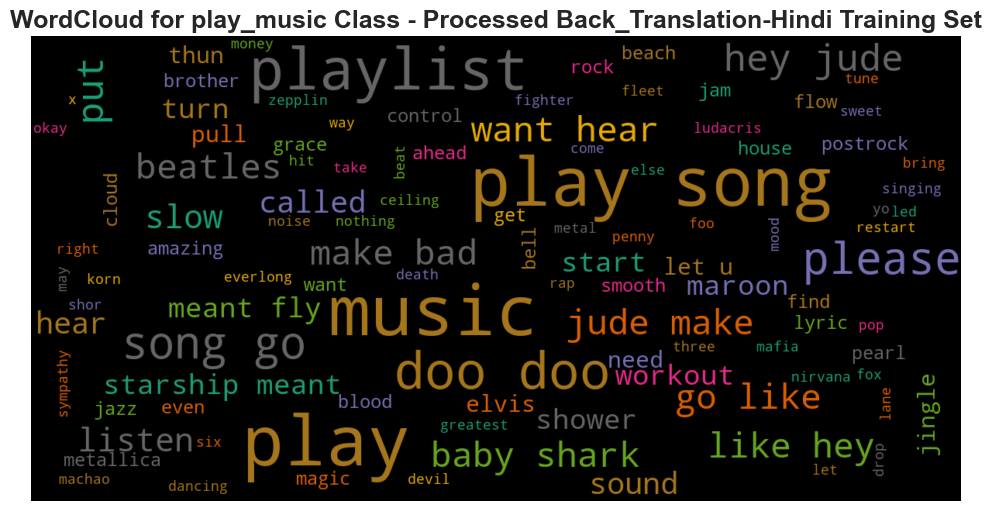 WordCloud for play_music Class - Processed Back_Translation-Hindi Training Set
money
thun
playlist
beach
hey jude
put
brother
rock
tune
x
zepplin
fighter
fleet
jam
flow
turn
sweet
okay
pull
way
control
want hear
ludacris
postrock
grace
beatles
hit
take
beat
ahead
come
house
bring
else
play song
singing
cloud
slow
called
ceiling
get
yo
led
noise
nothing
foo
restart
right
amazing
make bad
bell
metal
penny
mood
please
may
korn
everlong
want
death
start
let u
rap
smooth
maroon
shor
meant fly
music
find
hear
jude make
lyric
pop
song go
doo doo
need
three
mafia
pearl
sympathy
starship meant
workout
nirvana
fox
jazz
even
blood
elvis
go like
lane
jingle
listen
six
play
greatest
shower
metallica
baby shark
like hey
drop
machao
dancing
magic
devil
sound
let